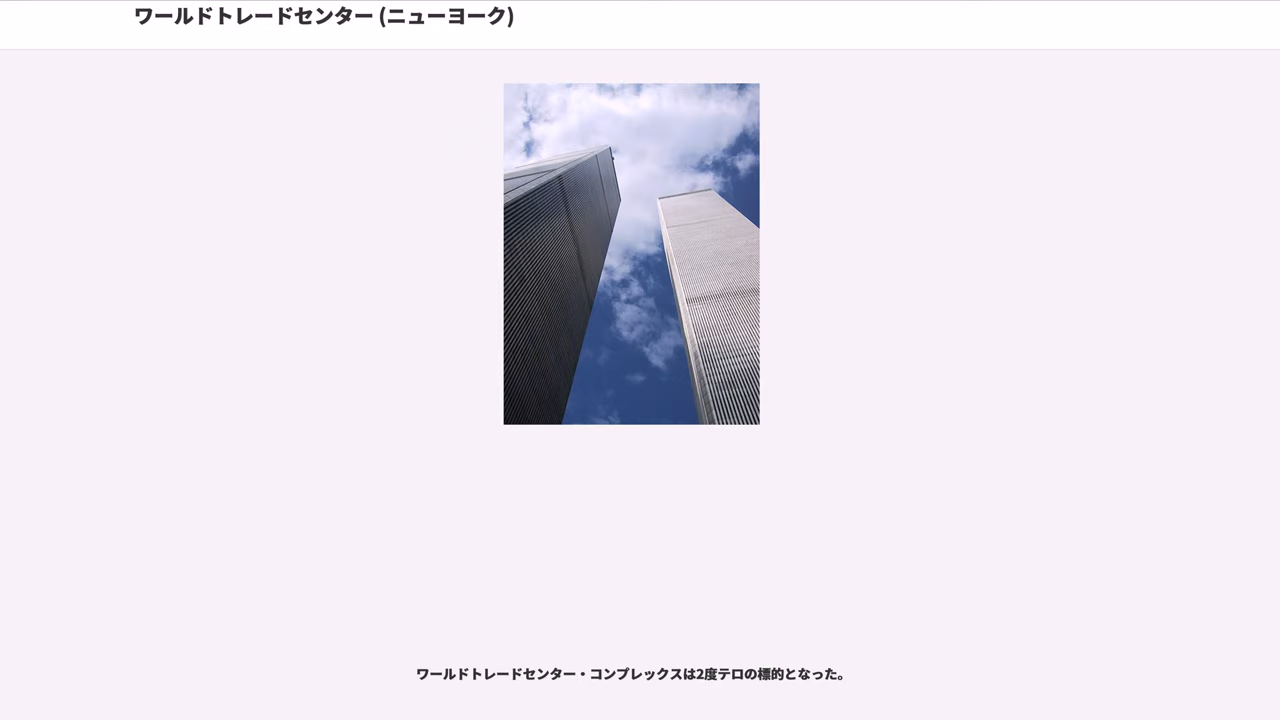 ワールドトレードセンター (ニューヨーク)
ワールドトレードセンター・コンプレックスは2度テロの標的となった。